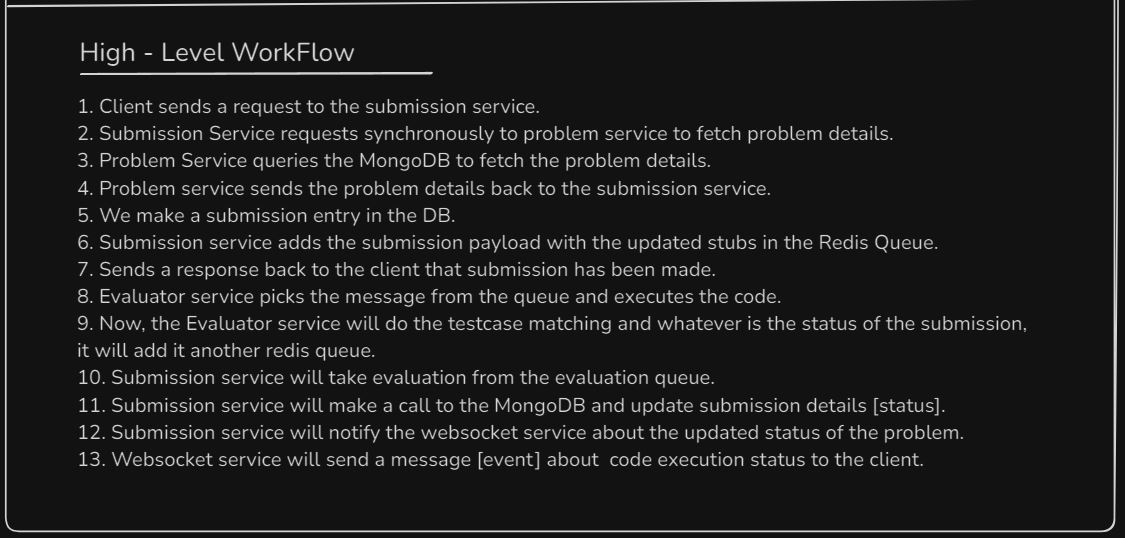 High - Level WorkFlow
1. Client sends a request to the submission service.
2. Submission Service requests synchronously to problem service to fetch problem details.
3. Problem Service queries the MongoDB to fetch the problem details.
4. Problem service sends the problem details back to the submission service.
5. We make a submission entry in the DB.
6. Submission service adds the submission payload with the updated stubs in the Redis Queue.
7. Sends a response back to the client that submission has been made.
8. Evaluator service picks the message from the queue and executes the code.
9. Now, the Evaluator service will do the testcase matching and whatever is the status of the submission,
it will add it another redis queue.
10. Submission service will take evaluation from the evaluation queue.
11. Submission service will make a call to the MongoDB and update submission details [status].
12. Submission service will notify the websocket service about the updated status of the problem.
13. Websocket service will send a message [event] about  code execution status to the client.